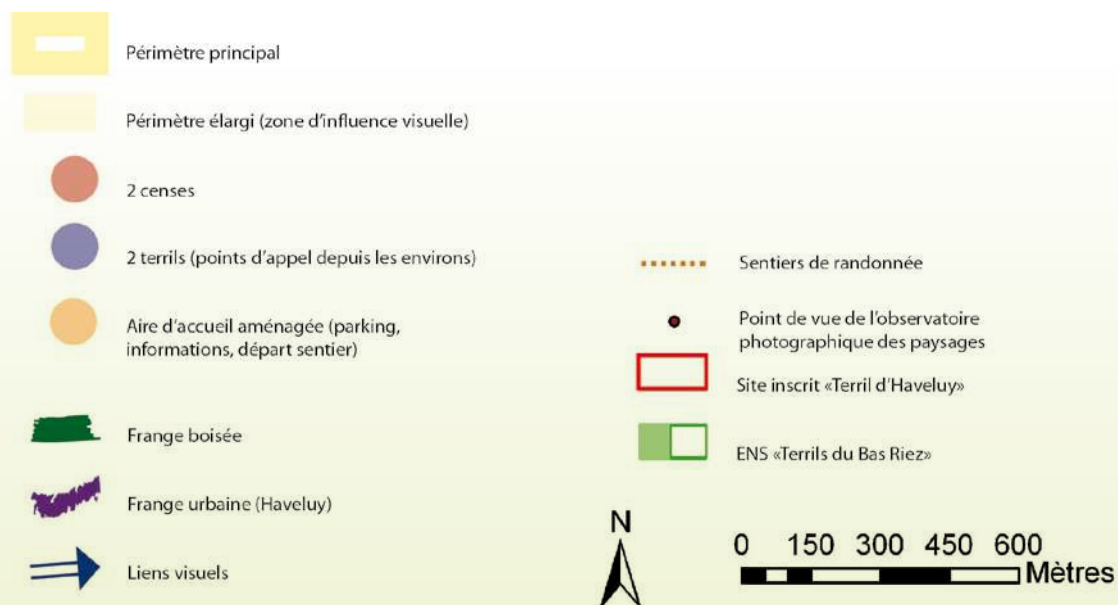 Périmètre principal
Périmètre élargi (zone d'influence visuelle)
2 censes
2 terrils (points d'appel depuis les environs)
Aire d'accueil aménagée (parking,
informations, départ sentier)
Frange boisée
Frange urbaine (Haveluy)
Liens visuels
Sentiers de randonnée
Point de vue de l'observatoire
photographique des paysages
Site inscrit «Terril d'Haveluy»
ENS «Terrils du Bas Riez»
N
0 150 300 450 600
Mètres